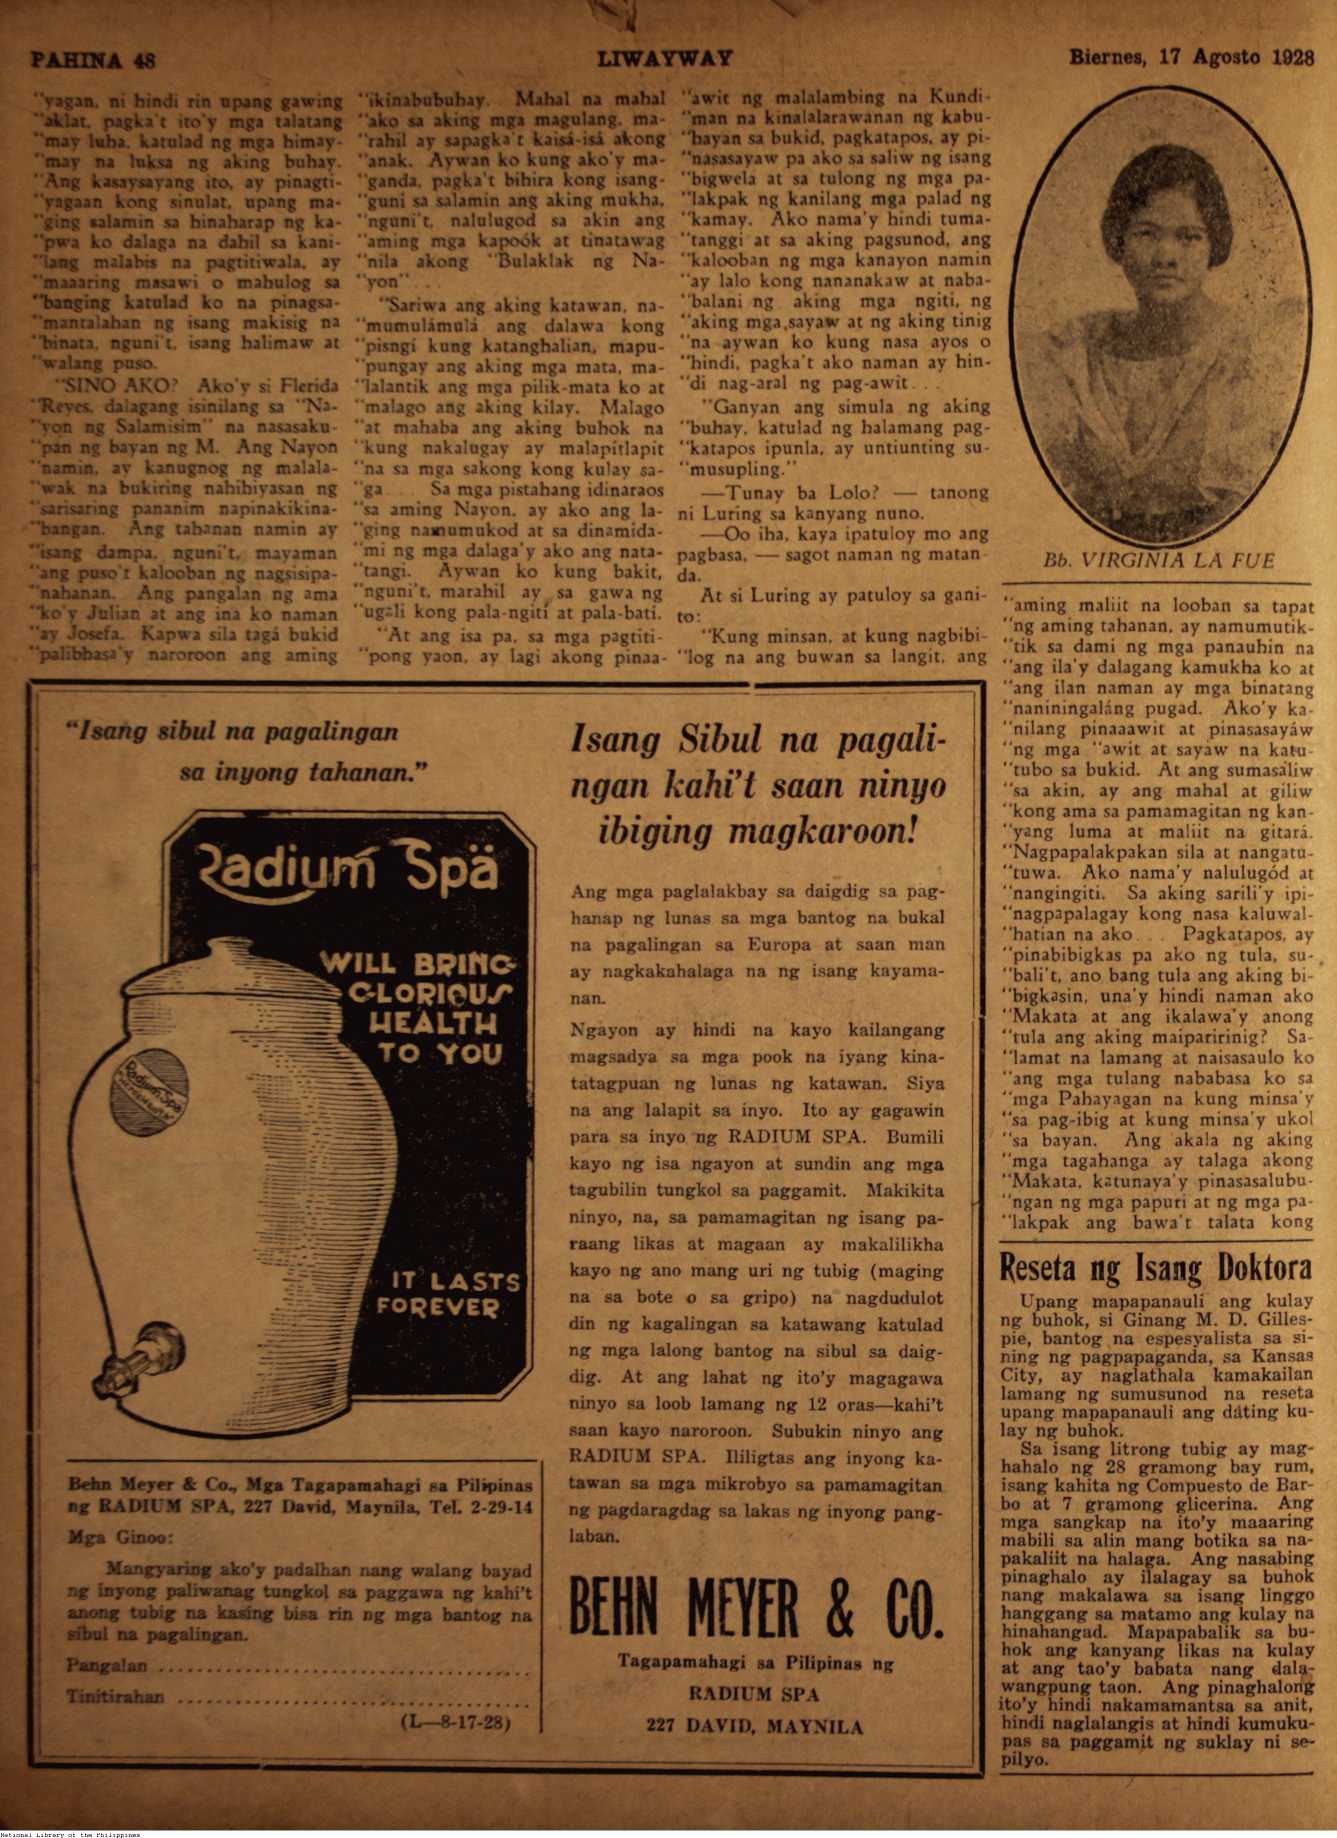 PAHINA 48
LIWAYWAY
Biernes, 17 Agosto 1928
"yagan, ni hindi rin upang gawing
"aklat, pagka't ito'y mga talatang
"may luha, katulad ng mga himay-
"may na luksa ng aking buhay.
"Ang kasaysayang ito, ay pinagti-
"yagaan kong sinulat, upang ma-
"ging salamin sa hinaharap ng ka-
"pwa ko dalaga na dahil sa kani-
"lang malabis na pagtitiwala, ay
"maaaring masawi o mahulog sa
"banging katulad ko na pinagsa-
"mantalahan ng isang makisig na
"binata, nguni't, isang halimaw at
"walang puso.
"SINO AKO? Ako'y si Flerida
"Reyes, dalagang isinilang sa "Na-
"yon ng Salamisim" na nasasaku-
"pan ng bayan ng M. Ang Nayon
"namin, ay kanugnog ng malala-
"wak na bukiring nahihiyasan ng
"sarisaring pananim napinakikina-
"bangan. Ang tahanan namin ay
"isang dampa, nguni't, mayaman
"ang puso't kalooban ng nagsisipa-
"nahanan. Ang pangalan ng ama
"ko'y Julian at ang ina ko naman
"ay Josefa. Kapwa sila tagá bukid
"palibbasa'y naroroon ang aming
"ikinabubuhay. Mahal na mahal
"ako sa aking mga magulang, ma-
"rahil ay sapagka't kaisá-isá akong
"anak. Aywan ko kung ako'y ma-
"ganda, pagka't bihira kong isang-
"guni sa salamin ang aking mukha,
"nguni't, nalulugod sa akin ang
"aming mga kapoók at tinatawag
"nila akong "Bulaklak ng Na-
"yon"...
"Sariwa ang aking katawan, na-
"mumulámulá ang dalawa kong
"pisngí kung katanghalian, mapu-
"pungay ang aking mga mata, ma-
"lalantik ang mga pilik-mata ko at
"malago ang aking kilay. Malago
"at mahaba ang aking buhok na
"kung nakalugay ay malapitlapit
"na sa mga sakong kong kulay sa-
"ga... Sa mga pistahang idinaraos
"sa aming Nayon, ay ako ang la-
"ging namumukod at sa dinamida-
"mi ng mga dalaga'y ako ang nata-
"tangi. Aywan ko kung bakit,
"nguni't, marahil ay sa gawa ng
"ugali kong pala-ngití at pala-bati.
"At ang isa pa, sa mga pagtiti-
"pong yaon, ay lagi akong pinaa-
"awit ng malalambing na Kundi-
"man na kinalalarawanan ng kabu-
"hayan sa bukid, pagkatapos, ay pi-
"nasasayaw pa ako sa saliw ng isang
"bigwela at sa tulong ng mga pa-
"lakpak ng kanilang mga palad ng
"kamay. Ako nama'y hindi tuma-
"tanggi at sa aking pagsunod, ang
"kalooban ng mga kanayon namin
"ay lalo kong nananakaw at naba-
"balani ng aking mga ngiti, ng
"aking mga sayaw at ng aking tinig
"na aywan ko kung nasa ayos o
"hindi, pagka't ako naman ay hin-
"di nag-aral ng pag-awit...
"Ganyan ang simula ng aking
"buhay, katulad ng halamang pag-
"katapos ipunla, ay untiunting su-
"musupling."
—Tunay ba Lolo? — tanong
ni Luring sa kanyang nuno.
—Oo iha, kaya ipatuloy mo ang
pagbasa, — sagot naman ng matan-
da.
At si Luring ay patuloy sa gani-
to:
"Kung minsan, at kung nagbibi-
"log na ang buwan sa langit, ang
Bb. VIRGINIA LA FUE
"aming maliit na looban sa tapat
"ng aming tahanan, ay namumutik-
"tik sa dami ng mga panauhin na
"ang ila'y dalagang kamukha ko at
"ang ilan naman ay mga binatang
"naniningaláng pugad. Ako'y ka-
"nilang pinaaawit at pinasasayáw
"ng mga "awit at sayaw na katu-
"tubo sa bukid. At ang sumasáliw
"sa akin, ay ang mahal at giliw
"kong ama sa pamamagitan ng kan-
"yang luma at maliit na gitará.
"Nagpapalakpakan sila at nangatu-
"tuwa. Ako nama'y nalulugód at
"nangingiti. Sa aking sarili'y ipi-
"nagpapalagay kong nasa kaluwal-
"hatian na ako... Pagkatapos, ay
"pinabibigkas pa ako ng tula, su-
"bali't, ano bang tula ang aking bi-
"bigkasin, una'y hindi naman ako
"Makata at ang ikalawa'y anong
"tula ang aking maiparirinig? Sa-
"lamat na lamang at naisasaulo ko
"ang mga tulang nababasa ko sa
"mga Pahayagan na kung minsa'y
"sa pag-ibig at kung minsa'y ukol
"sa bayan. Ang akala ng aking
"mga tagahanga ay talaga akong
"Makata, katunaya'y pinasasalubu-
"ngan ng mga papuri at ng mga pa-
"lakpak ang bawa't talata kong
"Isang sibul na pagalingan
sa inyong tahanan."
Radium Spä
WILL BRING
GLORIOUS
HEALTH
TO YOU
Radium Spa
IT LASTS
FOREVER
Behn Meyer & Co., Mga Tagapamahagi sa Pilipinas
ng RADIUM SPA, 227 David, Maynila, Tel. 2-29-14
Mga Ginoo:
Mangyaring ako'y padalhan nang walang bayad
ng inyong paliwanag tungkol sa paggawa ng kahi't
anong tubig na kasing bisa rin ng mga bantog na
sibul na pagalingan.
Pangalan ................................
Tinitirahan ................................
(L—8-17-28)
Isang Sibul na pagali-
ngan kahi't saan ninyo
ibiging magkaroon!
Ang mga paglalakbay sa daigdig sa pag-
hanap ng lunas sa mga bantog na bukal
na pagalingan sa Europa at saan man
ay nagkakahalaga na ng isang kayama-
nan.
Ngayon ay hindi na kayo kailangang
magsadya sa mga pook na iyang kina-
tatagpuan ng lunas ng katawan. Siya
na ang lalapit sa inyo. Ito ay gagawin
para sa inyo ng RADIUM SPA. Bumili
kayo ng isa ngayon at sundin ang mga
tagubilin tungkol sa paggamit. Makikita
ninyo, na, sa pamamagitan ng isang pa-
raang likas at magaan ay makalilikha
kayo ng ano mang uri ng tubig (maging
na sa bote o sa gripo) na nagdudulot
din ng kagalingan sa katawang katulad
ng mga lalong bantog na sibul sa daig-
dig. At ang lahat ng ito'y magagawa
ninyo sa loob lamang ng 12 oras—kahi't
saan kayo naroroon. Subukin ninyo ang
RADIUM SPA. Ililigtas ang inyong ka-
tawan sa mga mikrobyo sa pamamagitan
ng pagdaragdag sa lakas ng inyong pang-
laban.
BEHN MEYER & CO.
Tagapamahagi sa Pilipinas ng
RADIUM SPA
227 DAVID, MAYNILA
Reseta ng Isang Doktora
Upang mapapanauli ang kulay
ng buhok, si Ginang M. D. Gilles-
pie, bantog na espesyalista sa si-
ning ng pagpapaganda, sa Kansas
City, ay naglathala kamakailan
lamang ng sumusunod na reseta
upang mapapanauli ang dáting ku-
lay ng buhok.
Sa isang litrong tubig ay mag-
hahalo ng 28 gramong bay rum,
isang kahita ng Compuesto de Bar-
bo at 7 gramong glicerina. Ang
mga sangkap na ito'y maaaring
mabili sa alin mang botika sa na-
pakaliit na halaga. Ang nasabing
pinaghalo ay ilalagay sa buhok
nang makalawa sa isang linggo
hanggang sa matamo ang kulay na
hinahangad. Mapapabalik sa bu-
hok ang kanyang likas na kulay
at ang tao'y babata nang dala-
wangpung taon. Ang pinaghalong
ito'y hindi nakamamantsa sa anit,
hindi naglalangis at hindi kumuku-
pas sa paggamit ng suklay ni se-
pilyo.
National Library of the Philippines